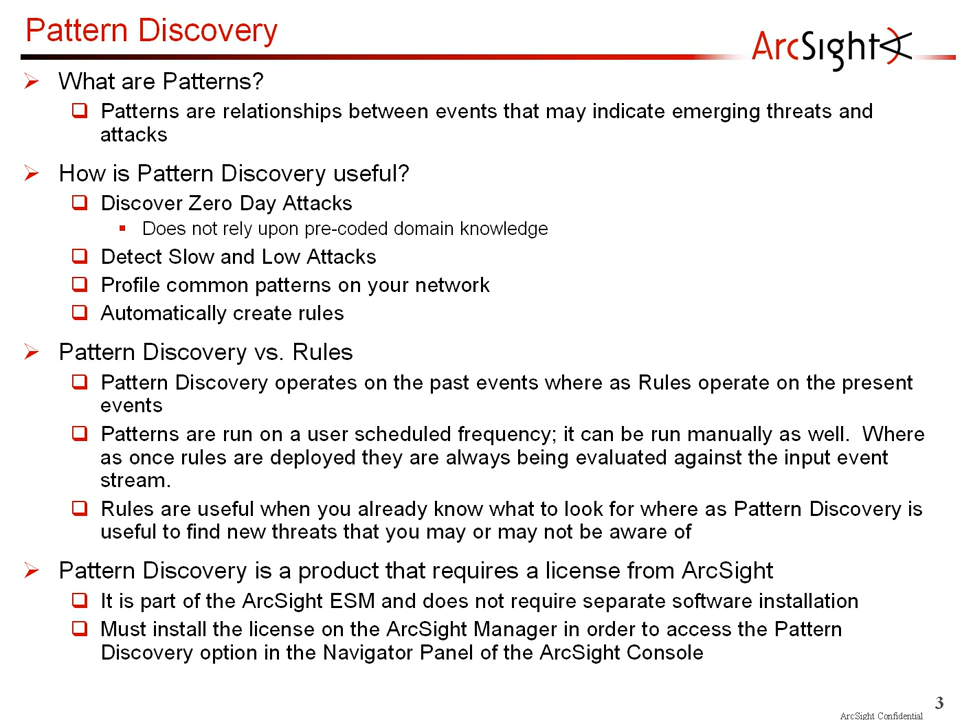 Pattern Discovery
ArcSight
What are Patterns?
Patterns are relationships between events that may indicate emerging threats and
attacks
How is Pattern Discovery useful?
Discover Zero Day Attacks
Does not rely upon pre-coded domain knowledge
Detect Slow and Low Attacks
Profile common patterns on your network
Automatically create rules
Pattern Discovery vs. Rules
Pattern Discovery operates on the past events where as Rules operate on the present
events
Patterns are run on a user scheduled frequency; it can be run manually as well.  Where
as once rules are deployed they are always being evaluated against the input event
stream.
Rules are useful when you already know what to look for where as Pattern Discovery is
useful to find new threats that you may or may not be aware of
Pattern Discovery is a product that requires a license from ArcSight
It is part of the ArcSight ESM and does not require separate software installation
Must install the license on the ArcSight Manager in order to access the Pattern
Discovery option in the Navigator Panel of the ArcSight Console
3
ArcSight Confidential